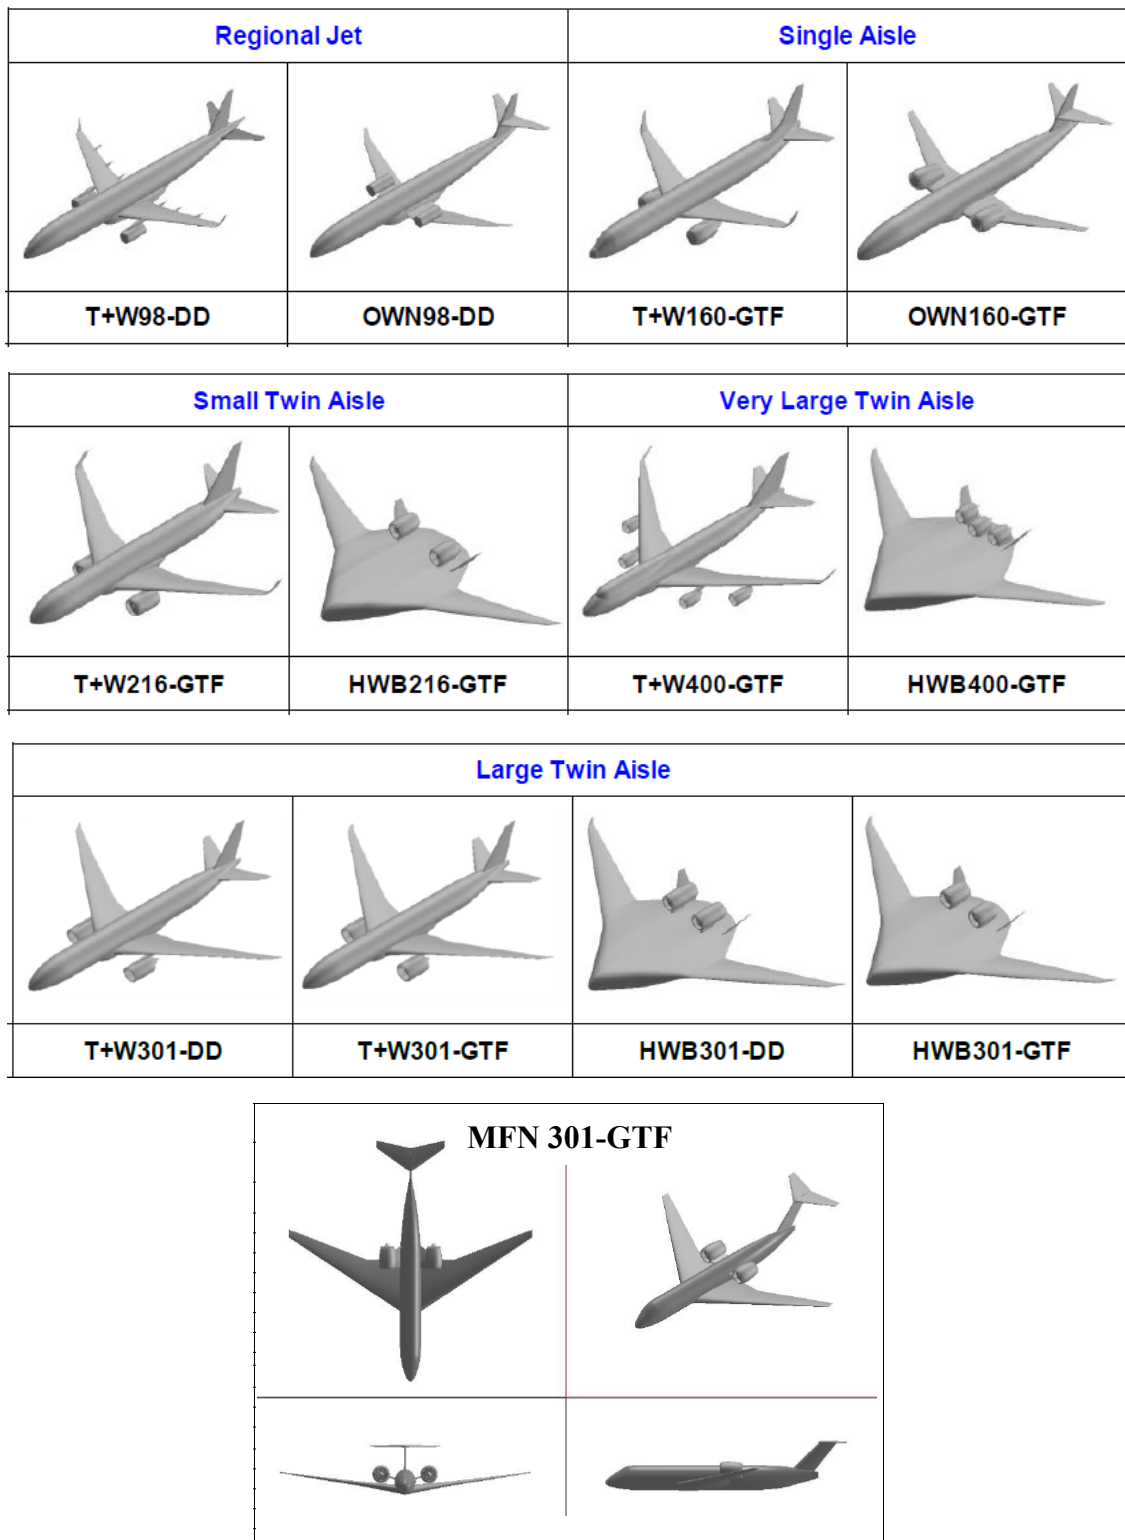 Regional Jet Single Aisle
T+W98-DD OWN98-DD T+W160-GTF OWN160-GTF
Small Twin Aisle Very Large Twin Aisle
T+W216-GTF HWB216-GTF T+W400-GTF HWB400-GTF
Large Twin Aisle
T+W301-DD T+W301-GTF HWB301-DD HWB301-GTF
MFN 301-GTF